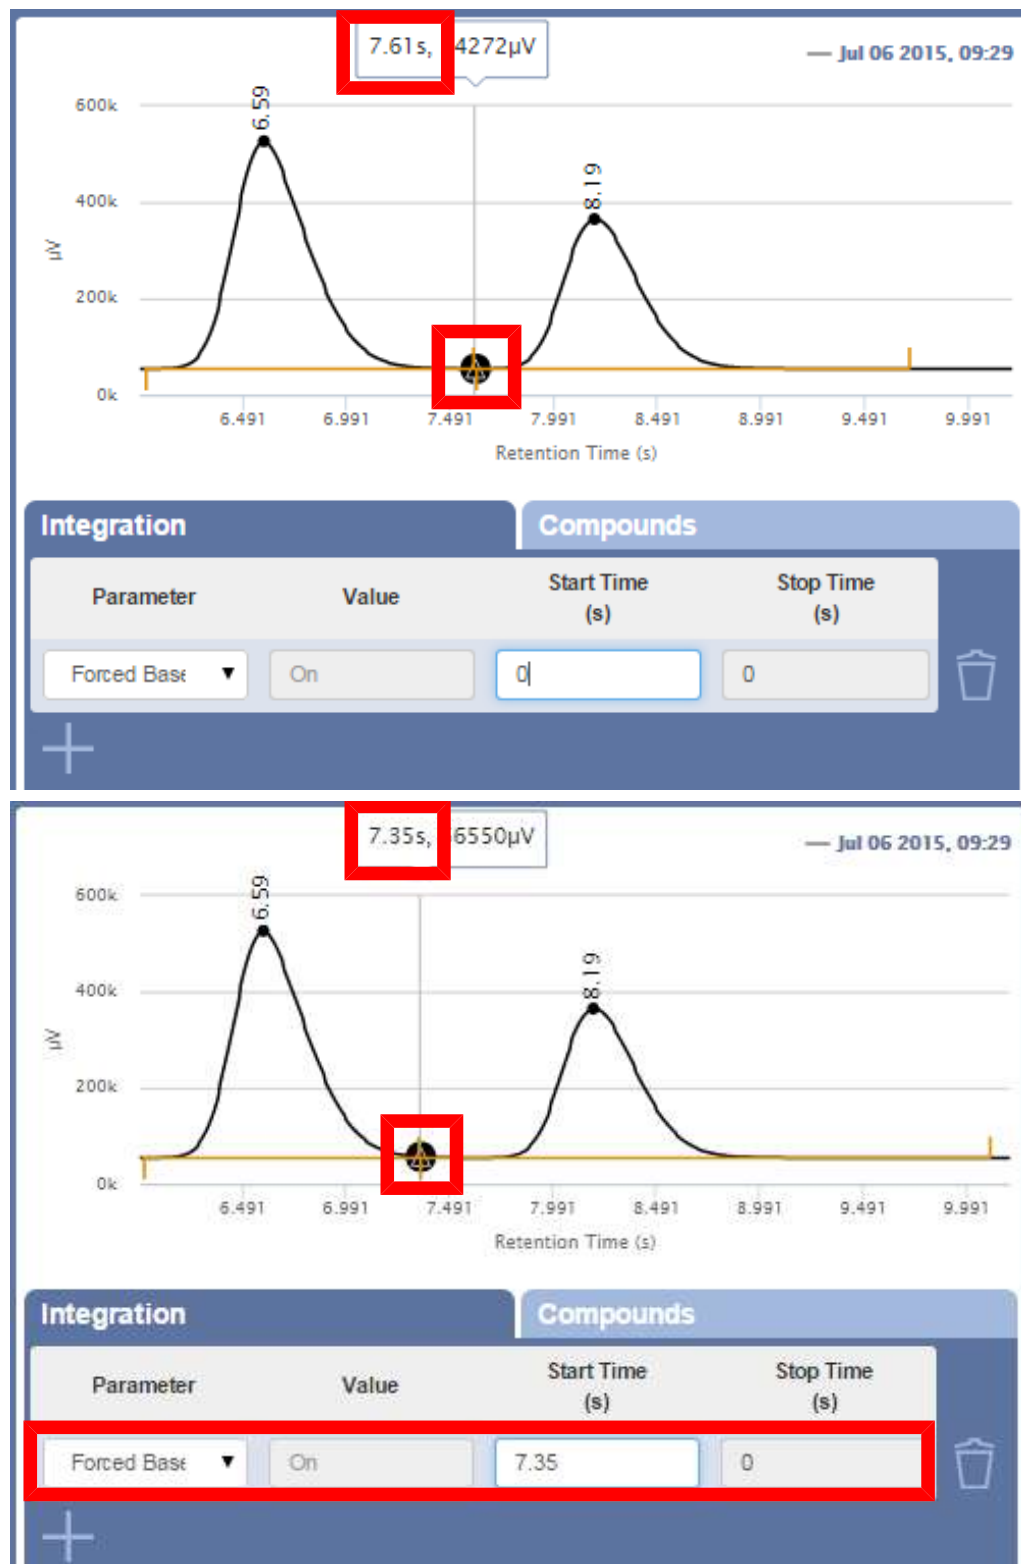 7.61s, 4272µV
Jul 06 2015, 09:29
600k
6.59
8.19
400k
µV
200k
0k
6.491 6.991 7.491 7.991 8.491 8.991 9.491 9.991
Retention Time (s)
Integration Compounds
Parameter Value Start Time (s) Stop Time (s)
Forced Base On 0 0
7.35s, 6550µV
Jul 06 2015, 09:29
600k
6.59
8.19
400k
µV
200k
0k
6.491 6.991 7.491 7.991 8.491 8.991 9.491 9.991
Retention Time (s)
Integration Compounds
Parameter Value Start Time (s) Stop Time (s)
Forced Base On 7.35 0